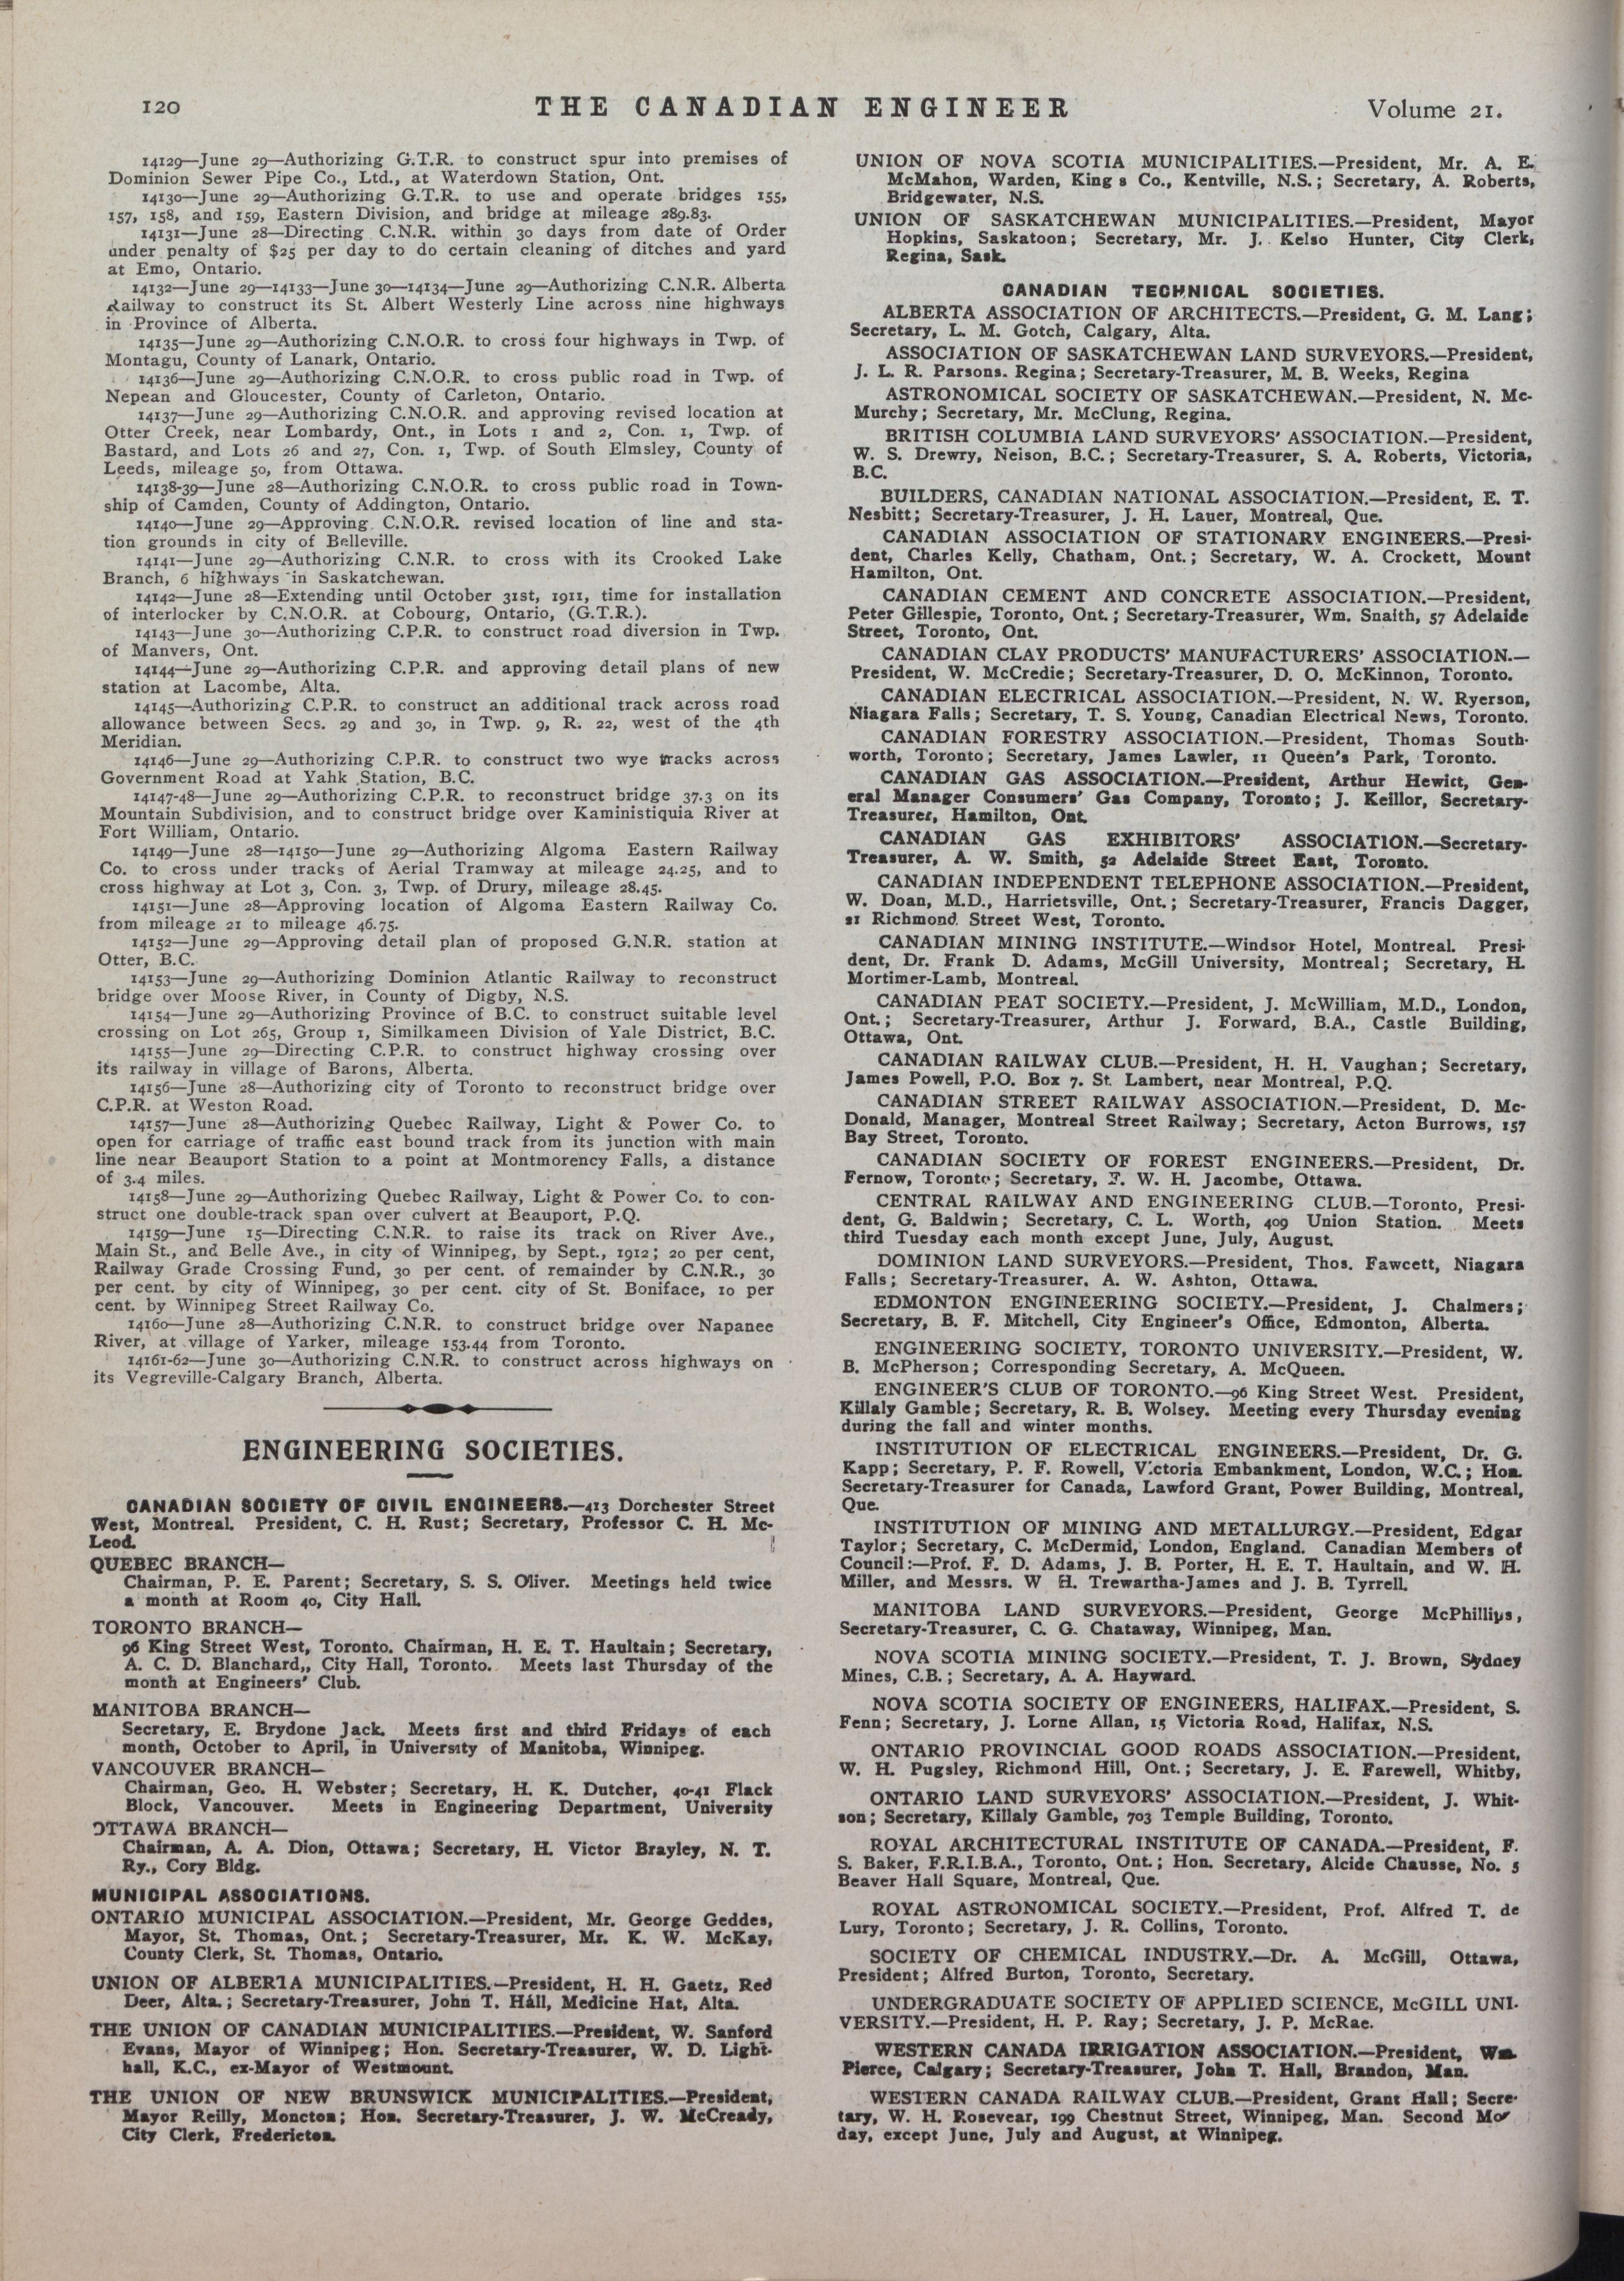 120
THE CANADIAN ENGINEER
Volume 21.
14129—June 29—Authorizing G.T.R. to construct spur into premises of
Dominion Sewer Pipe Co., Ltd., at Waterdown Station, Ont.
14130—June 29—Authorizing G.T.R. to use and operate bridges 155,
157, 158, and 159, Eastern Division, and bridge at mileage 289.83.
14131—June 28—Directing C.N.R. within 30 days from date of Order
under penalty of $25 per day to do certain cleaning of ditches and yard
at Emo, Ontario.
14132—June 29—14133—June 30—14134—June 29—Authorizing C.N.R. Alberta
Railway to construct its St. Albert Westerly Line across nine highways
in Province of Alberta.
14135—June 29—Authorizing C.N.O.R. to cross four highways in Twp. of
Montagu, County of Lanark, Ontario.
14136—June 29—Authorizing C.N.O.R. to cross public road in Twp. of
Nepean and Gloucester, County of Carleton, Ontario.
14137—June 29—Authorizing C.N.O.R. and approving revised location at
Otter Creek, near Lombardy, Ont., in Lots 1 and 2, Con. 1, Twp. of
Bastard, and Lots 26 and 27, Con. 1, Twp. of South Elmsley, County of
Leeds, mileage 50, from Ottawa.
14138-39—June 28—Authorizing C.N.O.R. to cross public road in Town-
ship of Camden, County of Addington, Ontario.
14140—June 29—Approving C.N.O.R. revised location of line and sta-
tion grounds in city of Belleville.
14141—June 29—Authorizing C.N.R. to cross with its Crooked Lake
Branch, 6 highways in Saskatchewan.
14142—June 28—Extending until October 31st, 1911, time for installation
of interlocker by C.N.O.R. at Cobourg, Ontario, (G.T.R.).
14143—June 30—Authorizing C.P.R. to construct road diversion in Twp.
of Manvers, Ont.
14144—June 29—Authorizing C.P.R. and approving detail plans of new
station at Lacombe, Alta.
14145—Authorizing C.P.R. to construct an additional track across road
allowance between Secs. 29 and 30, in Twp. 9, R. 22, west of the 4th
Meridian.
14146—June 29—Authorizing C.P.R. to construct two wye tracks across
Government Road at Yahk Station, B.C.
14147-48—June 29—Authorizing C.P.R. to reconstruct bridge 37.3 on its
Mountain Subdivision, and to construct bridge over Kaministiquia River at
Fort William, Ontario.
14149—June 28—14150—June 29—Authorizing Algoma Eastern Railway
Co. to cross under tracks of Aerial Tramway at mileage 24.25, and to
cross highway at Lot 3, Con. 3, Twp. of Drury, mileage 28.45.
14151—June 28—Approving location of Algoma Eastern Railway Co.
from mileage 21 to mileage 46.75.
14152—June 29—Approving detail plan of proposed G.N.R. station at
Otter, B.C.
14153—June 29—Authorizing Dominion Atlantic Railway to reconstruct
bridge over Moose River, in County of Digby, N.S.
14154—June 29—Authorizing Province of B.C. to construct suitable level
crossing on Lot 265, Group 1, Similkameen Division of Yale District, B.C.
14155—June 29—Directing C.P.R. to construct highway crossing over
its railway in village of Barons, Alberta.
14156—June 28—Authorizing city of Toronto to reconstruct bridge over
C.P.R. at Weston Road.
14157—June 28—Authorizing Quebec Railway, Light & Power Co. to
open for carriage of traffic east bound track from its junction with main
line near Beauport Station to a point at Montmorency Falls, a distance
of 3.4 miles.
14158—June 29—Authorizing Quebec Railway, Light & Power Co. to con-
struct one double-track span over culvert at Beauport, P.Q.
14159—June 15—Directing C.N.R. to raise its track on River Ave.,
Main St., and Belle Ave., in city of Winnipeg, by Sept., 1912; 20 per cent,
Railway Grade Crossing Fund, 30 per cent. of remainder by C.N.R., 30
per cent. by city of Winnipeg, 30 per cent. city of St. Boniface, 10 per
cent. by Winnipeg Street Railway Co.
14160—June 28—Authorizing C.N.R. to construct bridge over Napanee
River, at village of Yarker, mileage 153.44 from Toronto.
14161-62—June 30—Authorizing C.N.R. to construct across highways on
its Vegreville-Calgary Branch, Alberta.
ENGINEERING SOCIETIES.
CANADIAN SOCIETY OF CIVIL ENGINEERS.—413 Dorchester Street
West, Montreal. President, C. H. Rust; Secretary, Professor C. H. Mc-
Leod.
QUEBEC BRANCH—
Chairman, P. E. Parent; Secretary, S. S. Oliver. Meetings held twice
a month at Room 40, City Hall.
TORONTO BRANCH—
96 King Street West, Toronto. Chairman, H. E. T. Haultain; Secretary,
A. C. D. Blanchard,, City Hall, Toronto. Meets last Thursday of the
month at Engineers' Club.
MANITOBA BRANCH—
Secretary, E. Brydone Jack. Meets first and third Fridays of each
month, October to April, in University of Manitoba, Winnipeg.
VANCOUVER BRANCH—
Chairman, Geo. H. Webster; Secretary, H. K. Dutcher, 40-41 Flack
Block, Vancouver. Meets in Engineering Department, University
OTTAWA BRANCH—
Chairman, A. A. Dion, Ottawa; Secretary, H. Victor Brayley, N. T.
Ry., Cory Bldg.
MUNICIPAL ASSOCIATIONS.
ONTARIO MUNICIPAL ASSOCIATION.—President, Mr. George Geddes,
Mayor, St. Thomas, Ont.; Secretary-Treasurer, Mr. K. W. McKay,
County Clerk, St. Thomas, Ontario.
UNION OF ALBERTA MUNICIPALITIES.—President, H. H. Gaetz, Red
Deer, Alta.; Secretary-Treasurer, John T. Hall, Medicine Hat, Alta.
THE UNION OF CANADIAN MUNICIPALITIES.—President, W. Sanford
Evans, Mayor of Winnipeg; Hon. Secretary-Treasurer, W. D. Light-
hall, K.C., ex-Mayor of Westmount.
THE UNION OF NEW BRUNSWICK MUNICIPALITIES.—President,
Mayor Reilly, Moncton; Hon. Secretary-Treasurer, J. W. McCready,
City Clerk, Fredericton.
UNION OF NOVA SCOTIA MUNICIPALITIES.—President, Mr. A. E.
McMahon, Warden, King s Co., Kentville, N.S.; Secretary, A. Roberts,
Bridgewater, N.S.
UNION OF SASKATCHEWAN MUNICIPALITIES.—President, Mayor
Hopkins, Saskatoon; Secretary, Mr. J. Kelso Hunter, City Clerk,
Regina, Sask.
CANADIAN TECHNICAL SOCIETIES.
ALBERTA ASSOCIATION OF ARCHITECTS.—President, G. M. Lang;
Secretary, L. M. Gotch, Calgary, Alta.
ASSOCIATION OF SASKATCHEWAN LAND SURVEYORS.—President,
J. L. R. Parsons. Regina; Secretary-Treasurer, M. B. Weeks, Regina
ASTRONOMICAL SOCIETY OF SASKATCHEWAN.—President, N. Mc-
Murchy; Secretary, Mr. McClung, Regina.
BRITISH COLUMBIA LAND SURVEYORS' ASSOCIATION.—President,
W. S. Drewry, Nelson, B.C.; Secretary-Treasurer, S. A. Roberts, Victoria,
B.C.
BUILDERS, CANADIAN NATIONAL ASSOCIATION.—President, E. T.
Nesbitt; Secretary-Treasurer, J. H. Lauer, Montreal, Que.
CANADIAN ASSOCIATION OF STATIONARY ENGINEERS.—Presi-
dent, Charles Kelly, Chatham, Ont.; Secretary, W. A. Crockett, Mount
Hamilton, Ont.
CANADIAN CEMENT AND CONCRETE ASSOCIATION.—President,
Peter Gillespie, Toronto, Ont.; Secretary-Treasurer, Wm. Snaith, 57 Adelaide
Street, Toronto, Ont.
CANADIAN CLAY PRODUCTS' MANUFACTURERS' ASSOCIATION.—
President, W. McCredie; Secretary-Treasurer, D. O. McKinnon, Toronto.
CANADIAN ELECTRICAL ASSOCIATION.—President, N. W. Ryerson,
Niagara Falls; Secretary, T. S. Young, Canadian Electrical News, Toronto.
CANADIAN FORESTRY ASSOCIATION.—President, Thomas South-
worth, Toronto; Secretary, James Lawler, 11 Queen's Park, Toronto.
CANADIAN GAS ASSOCIATION.—President, Arthur Hewitt, Gen-
eral Manager Consumers' Gas Company, Toronto; J. Keillor, Secretary-
Treasurer, Hamilton, Ont.
CANADIAN GAS EXHIBITORS' ASSOCIATION.—Secretary-
Treasurer, A. W. Smith, 52 Adelaide Street East, Toronto.
CANADIAN INDEPENDENT TELEPHONE ASSOCIATION.—President,
W. Doan, M.D., Harrietsville, Ont.; Secretary-Treasurer, Francis Dagger,
21 Richmond Street West, Toronto.
CANADIAN MINING INSTITUTE.—Windsor Hotel, Montreal. Presi-
dent, Dr. Frank D. Adams, McGill University, Montreal; Secretary, H.
Mortimer-Lamb, Montreal.
CANADIAN PEAT SOCIETY.—President, J. McWilliam, M.D., London,
Ont.; Secretary-Treasurer, Arthur J. Forward, B.A., Castle Building,
Ottawa, Ont.
CANADIAN RAILWAY CLUB.—President, H. H. Vaughan; Secretary,
James Powell, P.O. Box 7. St. Lambert, near Montreal, P.Q.
CANADIAN STREET RAILWAY ASSOCIATION.—President, D. Mc-
Donald, Manager, Montreal Street Railway; Secretary, Acton Burrows, 157
Bay Street, Toronto.
CANADIAN SOCIETY OF FOREST ENGINEERS.—President, Dr.
Fernow, Toronto; Secretary, F. W. H. Jacombe, Ottawa.
CENTRAL RAILWAY AND ENGINEERING CLUB.—Toronto, Presi-
dent, G. Baldwin; Secretary, C. L. Worth, 409 Union Station. Meets
third Tuesday each month except June, July, August.
DOMINION LAND SURVEYORS.—President, Thos. Fawcett, Niagara
Falls; Secretary-Treasurer. A. W. Ashton, Ottawa.
EDMONTON ENGINEERING SOCIETY.—President, J. Chalmers;
Secretary, B. F. Mitchell, City Engineer's Office, Edmonton, Alberta.
ENGINEERING SOCIETY, TORONTO UNIVERSITY.—President, W.
B. McPherson; Corresponding Secretary, A. McQueen.
ENGINEER'S CLUB OF TORONTO.—96 King Street West. President,
Killaly Gamble; Secretary, R. B. Wolsey. Meeting every Thursday evening
during the fall and winter months.
INSTITUTION OF ELECTRICAL ENGINEERS.—President, Dr. G.
Kapp; Secretary, P. F. Rowell, Victoria Embankment, London, W.C.; Hon.
Secretary-Treasurer for Canada, Lawford Grant, Power Building, Montreal,
Que.
INSTITUTION OF MINING AND METALLURGY.—President, Edgar
Taylor; Secretary, C. McDermid, London, England. Canadian Members of
Council:—Prof. F. D. Adams, J. B. Porter, H. E. T. Haultain, and W. H.
Miller, and Messrs. W H. Trewartha-James and J. B. Tyrrell.
MANITOBA LAND SURVEYORS.—President, George McPhillips,
Secretary-Treasurer, C. G. Chataway, Winnipeg, Man.
NOVA SCOTIA MINING SOCIETY.—President, T. J. Brown, Sydney
Mines, C.B.; Secretary, A. A. Hayward.
NOVA SCOTIA SOCIETY OF ENGINEERS, HALIFAX.—President, S.
Fenn; Secretary, J. Lorne Allan, 15 Victoria Road, Halifax, N.S.
ONTARIO PROVINCIAL GOOD ROADS ASSOCIATION.—President,
W. H. Pugsley, Richmond Hill, Ont.; Secretary, J. E. Farewell, Whitby,
ONTARIO LAND SURVEYORS' ASSOCIATION.—President, J. Whit-
son; Secretary, Killaly Gamble, 703 Temple Building, Toronto.
ROYAL ARCHITECTURAL INSTITUTE OF CANADA.—President, F.
S. Baker, F.R.I.B.A., Toronto, Ont.; Hon. Secretary, Alcide Chausse, No. 5
Beaver Hall Square, Montreal, Que.
ROYAL ASTRONOMICAL SOCIETY.—President, Prof. Alfred T. de
Lury, Toronto; Secretary, J. R. Collins, Toronto.
SOCIETY OF CHEMICAL INDUSTRY.—Dr. A. McGill, Ottawa,
President; Alfred Burton, Toronto, Secretary.
UNDERGRADUATE SOCIETY OF APPLIED SCIENCE, McGILL UNI-
VERSITY.—President, H. P. Ray; Secretary, J. P. McRae.
WESTERN CANADA IRRIGATION ASSOCIATION.—President, Wm.
Pierce, Calgary; Secretary-Treasurer, John T. Hall, Brandon, Man.
WESTERN CANADA RAILWAY CLUB.—President, Grant Hall; Secre-
tary, W. H. Rosevear, 199 Chestnut Street, Winnipeg, Man. Second Mon
day, except June, July and August, at Winnipeg.